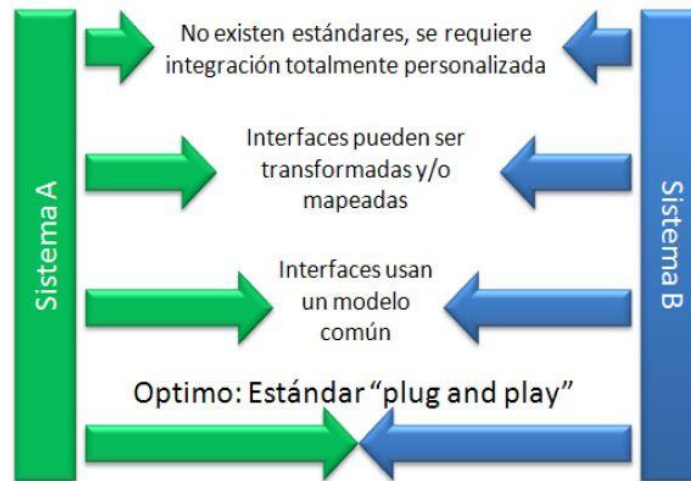 Sistema A
No existen estándares, se requiere
integración totalmente personalizada
Interfaces pueden ser
transformadas y/o
mapeadas
Interfaces usan
un modelo
común
Optimo: Estándar “plug and play”
Sistema B